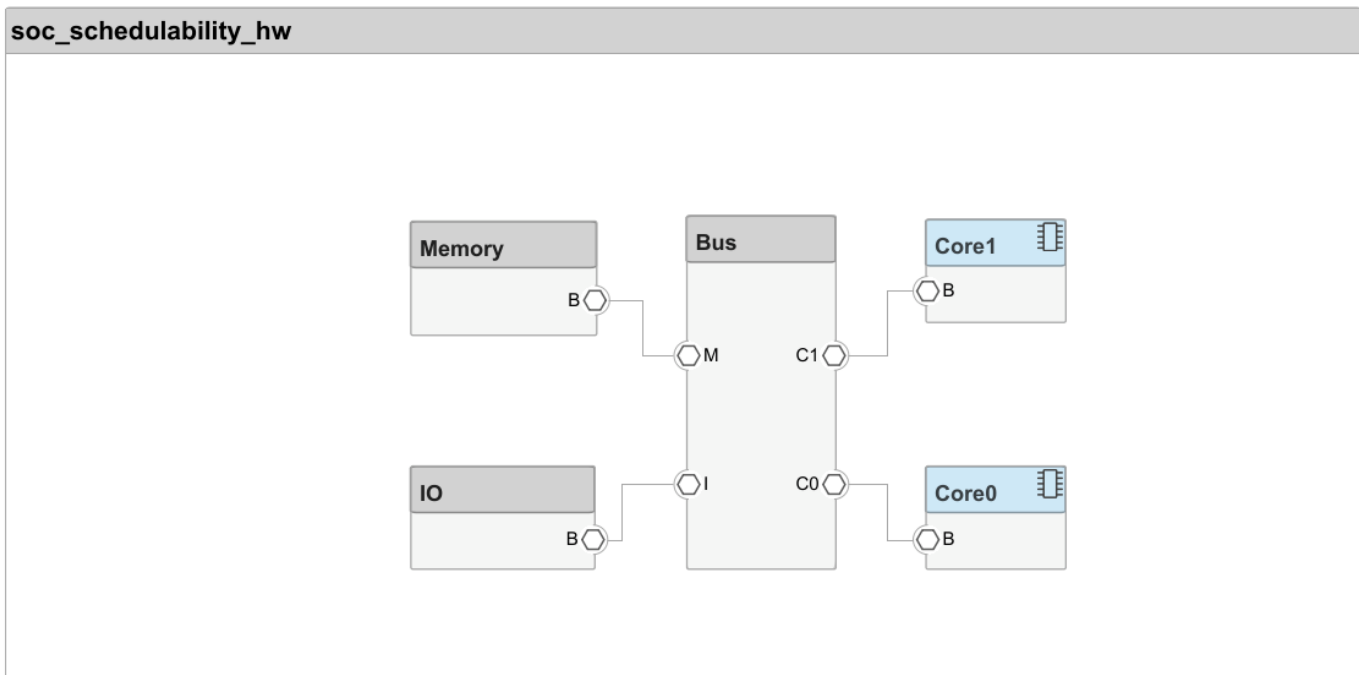 soc_schedulability_hw
Memory
B
Bus
M
C1
I
C0
Core1
B
IO
B
Core0
B